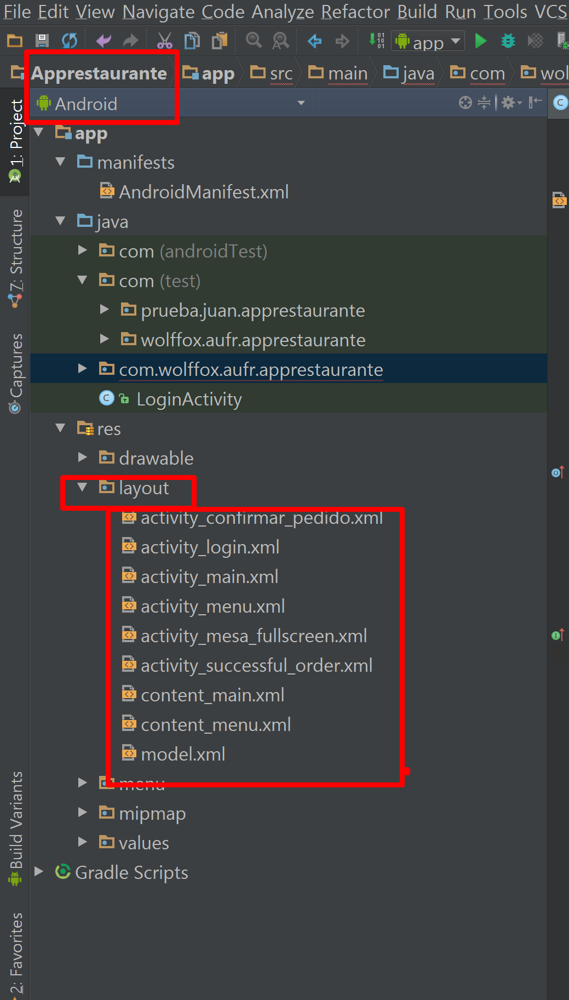 File Edit View Navigate Code Analyze Refactor Build Run Tools VCS
app
Apprestaurante app src main java com wol
Android
1: Project
7: Structure
Captures
Build Variants
2: Favorites
app
manifests
AndroidManifest.xml
java
com (androidTest)
com (test)
prueba.juan.apprestaurante
wolffox.aufr.apprestaurante
com.wolffox.aufr.apprestaurante
LoginActivity
res
drawable
layout
activity_confirmar_pedido.xml
activity_login.xml
activity_main.xml
activity_menu.xml
activity_mesa_fullscreen.xml
activity_successful_order.xml
content_main.xml
content_menu.xml
model.xml
menu
mipmap
values
Gradle Scripts